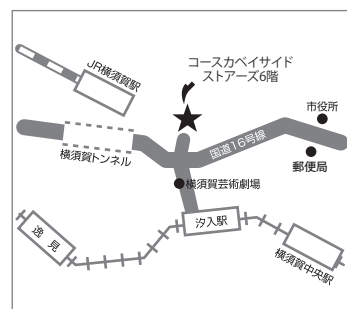 コースカベイサイド
ストアーズ6階
JR横須賀駅
市役所
国道16号線
横須賀トンネル
郵便局
横須賀芸術劇場
汐入駅
逸見
横須賀中央駅